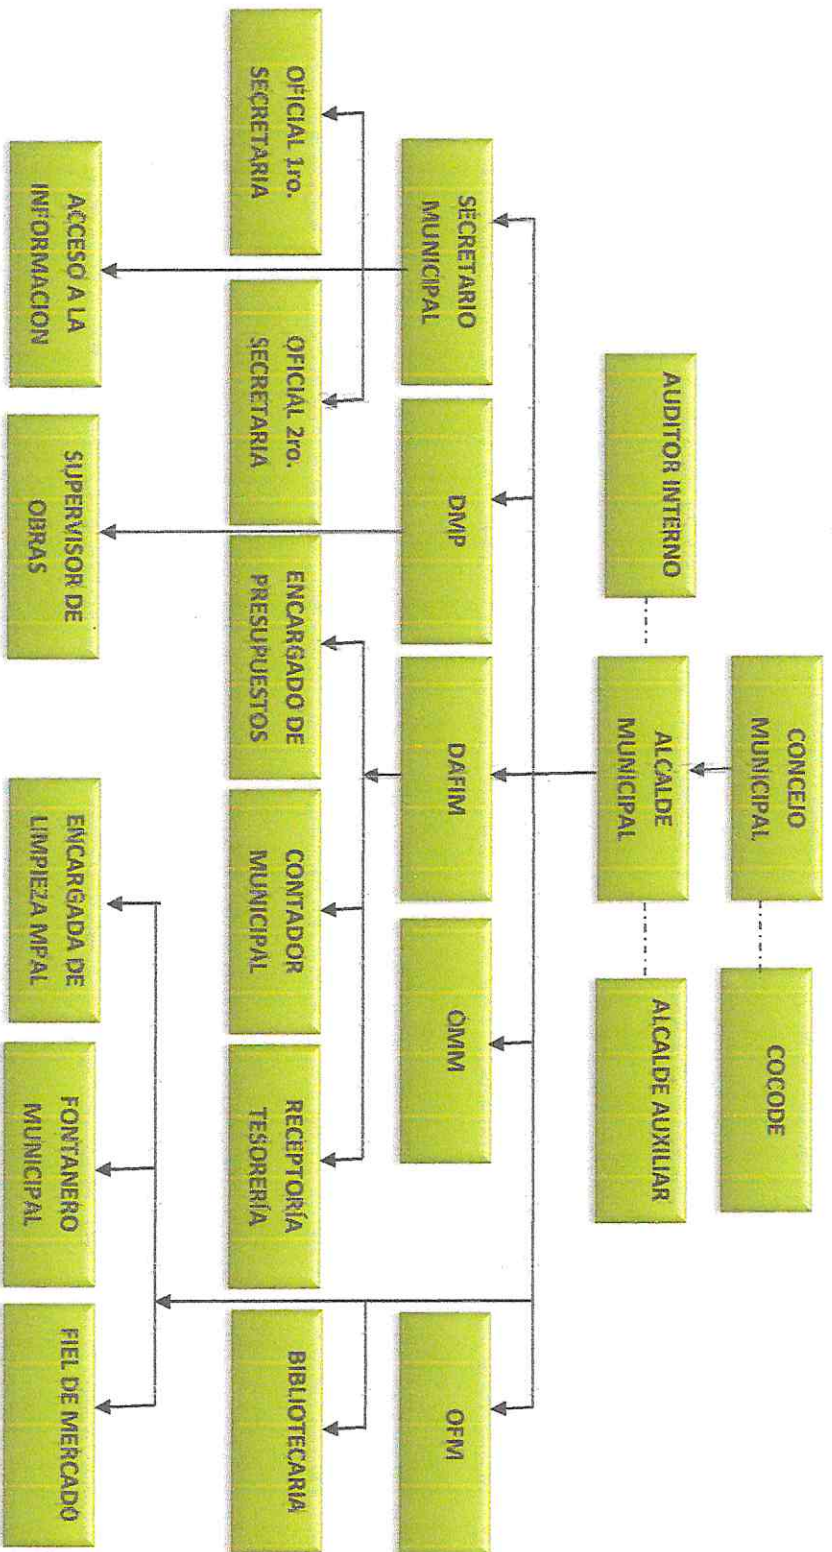 CONCEJO
MUNICIPAL
COCODE
AUDITOR INTERNO
ALCALDE
MUNICIPAL
ALCALDE AUXILIAR
SECRETARIO
MUNICIPAL
DMP
DAFIM
OMM
OFM
OFICIAL 1ro.
SECRETARIA
OFICIAL 2ro.
SECRETARIA
ENCARGADO DE
PRESUPUESTOS
CONTADOR
MUNICIPAL
RECEPTORÍA
TESORERÍA
BIBLIOTECARIA
ACCESO A LA
INFORMACION
SUPERVISOR DE
OBRAS
ENCARGADA DE
LIMPIEZA MPAL
FONTANERO
MUNICIPAL
FIEL DE MERCADO